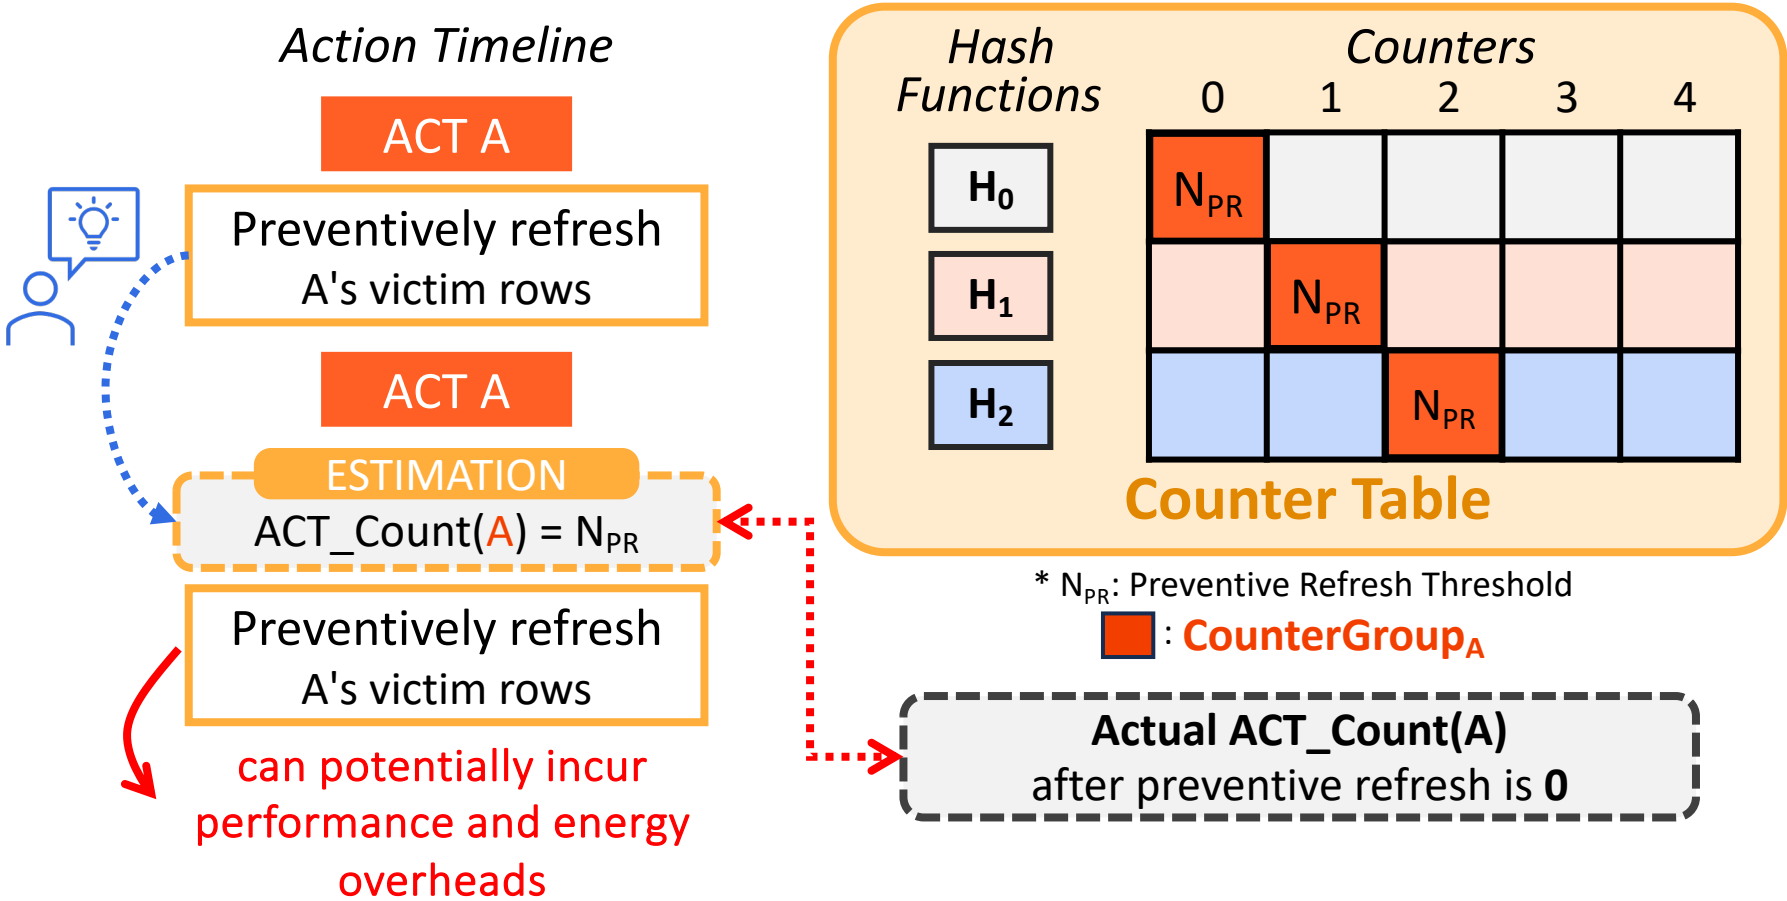 Action Timeline
ACT A
Preventively refresh
A's victim rows
ACT A
ESTIMATION
ACT_Count(A) = NPR
Preventively refresh
A's victim rows
can potentially incur
performance and energy
overheads
Hash
Functions
Counters
0 1 2 3 4
H0
NPR
H1
NPR
H2
NPR
Counter Table
* NPR: Preventive Refresh Threshold
: CounterGroupA
Actual ACT_Count(A)
after preventive refresh is 0